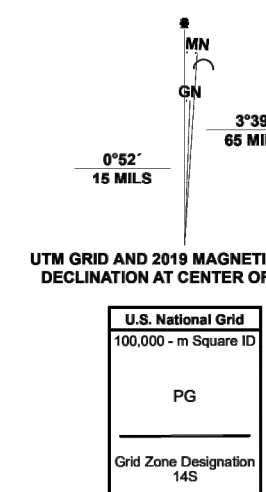 MN
GN
3°39
65 MI
0°52´
15 MILS
UTM GRID AND 2019 MAGNETI
DECLINATION AT CENTER OF
U.S. National Grid
100,000 - m Square ID
PG
Grid Zone Designation
14S